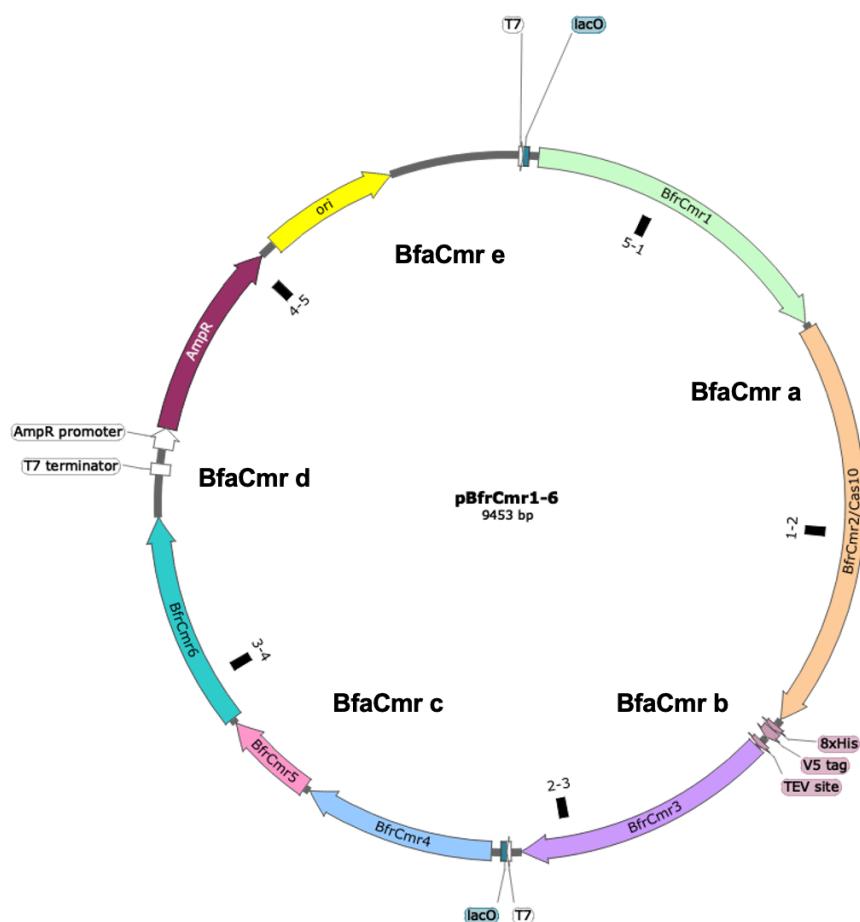 T7
lacO
BfrCmr1
ori
BfaCmr e
5-1
4-5
AmpR
BfaCmr a
AmpR promoter
T7 terminator
BfaCmr d
pBfrCmr1-6
9453 bp
1-2
BfrCmr2/Cas10
BfrCmr6
3-4
BfaCmr c
BfaCmr b
8xHis
V5 tag
TEV site
BfrCmr5
2-3
BfrCmr3
BfrCmr4
lacO
T7